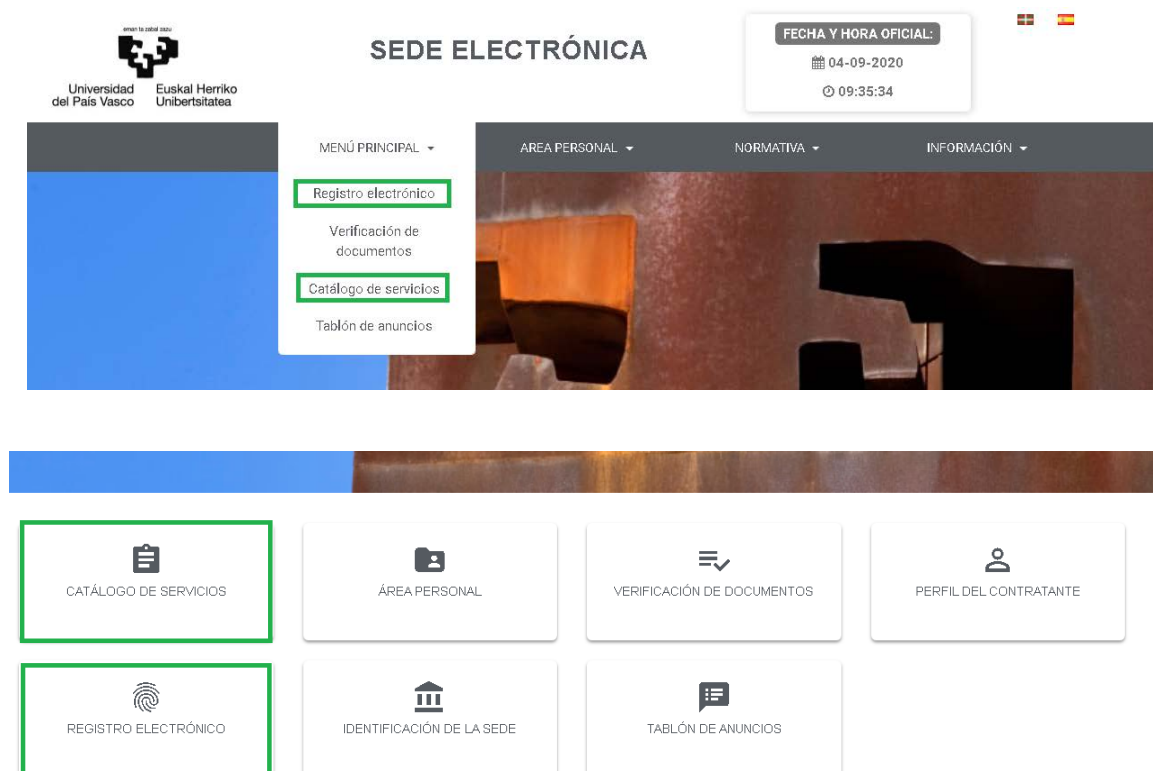 eman ta zabal zazu
Universidad
del País Vasco
Euskal Herriko
Unibertsitatea
SEDE ELECTRÓNICA
FECHA Y HORA OFICIAL:
04-09-2020
09:35:34
MENÚ PRINCIPAL
AREA PERSONAL
NORMATIVA
INFORMACIÓN
Registro electrónico
Verificación de
documentos
Catálogo de servicios
Tablón de anuncios
CATÁLOGO DE SERVICIOS
ÁREA PERSONAL
VERIFICACIÓN DE DOCUMENTOS
PERFIL DEL CONTRATANTE
REGISTRO ELECTRÓNICO
IDENTIFICACIÓN DE LA SEDE
TABLÓN DE ANUNCIOS